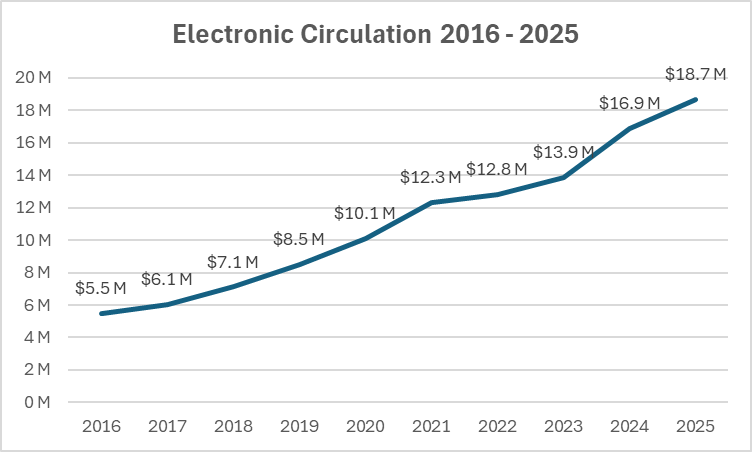 Electronic Circulation 2016 - 2025
20 M
18 M
16 M
14 M
12 M
10 M
8 M
6 M
4 M
2 M
0 M
$5.5 M
$6.1 M
$7.1 M
$8.5 M
$10.1 M
$12.3 M
$12.8 M
$13.9 M
$16.9 M
$18.7 M
2016 2017 2018 2019 2020 2021 2022 2023 2024 2025